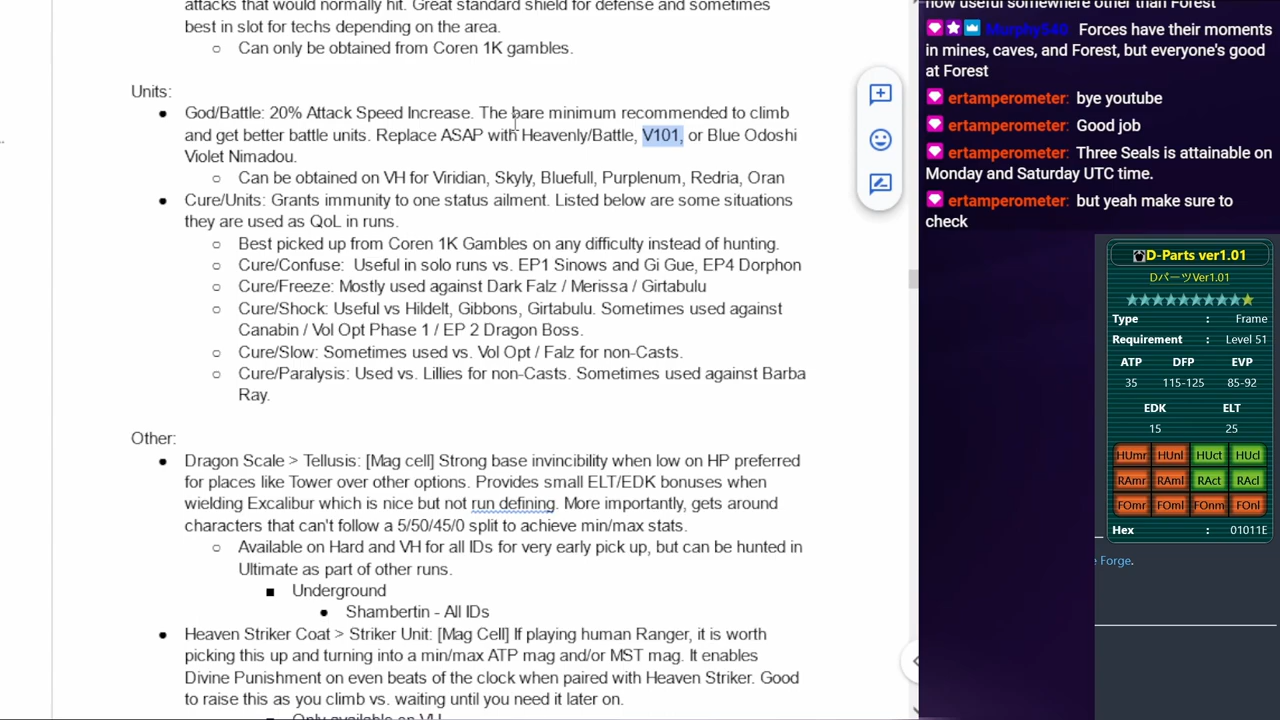 attacks that would normally hit. Great standard shield for defense and sometimes
best in slot for techs depending on the area.
○ Can only be obtained from Coren 1K gambles.
Units:
● God/Battle: 20% Attack Speed Increase. The bare minimum recommended to climb
and get better battle units. Replace ASAP with Heavenly/Battle, V101, or Blue Odoshi
Violet Nimadou.
○ Can be obtained on VH for Viridian, Skyly, Bluefull, Purplenum, Redria, Oran
● Cure/Units: Grants immunity to one status ailment. Listed below are some situations
they are used as QoL in runs.
○ Best picked up from Coren 1K Gambles on any difficulty instead of hunting.
○ Cure/Confuse: Useful in solo runs vs. EP1 Sinows and Gi Gue, EP4 Dorphon
○ Cure/Freeze: Mostly used against Dark Falz / Merissa / Girtabulu
○ Cure/Shock: Useful vs Hildelt, Gibbons, Girtabulu. Sometimes used against
Canabin / Vol Opt Phase 1 / EP 2 Dragon Boss.
○ Cure/Slow: Sometimes used vs. Vol Opt / Falz for non-Casts.
○ Cure/Paralysis: Used vs. Lillies for non-Casts. Sometimes used against Barba
Ray.
Other:
● Dragon Scale > Tellusis: [Mag cell] Strong base invincibility when low on HP preferred
for places like Tower over other options. Provides small ELT/EDK bonuses when
wielding Excalibur which is nice but not run defining. More importantly, gets around
characters that can't follow a 5/50/45/0 split to achieve min/max stats.
○ Available on Hard and VH for all IDs for very early pick up, but can be hunted in
Ultimate as part of other runs.
■ Underground
● Shambertin - All IDs
● Heaven Striker Coat > Striker Unit: [Mag Cell] If playing human Ranger, it is worth
picking this up and turning into a min/max ATP mag and/or MST mag. It enables
Divine Punishment on even beats of the clock when paired with Heaven Striker. Good
to raise this as you climb vs. waiting until you need it later on.
○ Only available on VH
now useful somewhere other than Forest
Murphy540 Forces have their moments
in mines, caves, and Forest, but everyone's good
at Forest
ertamperometer: bye youtube
ertamperometer: Good job
ertamperometer: Three Seals is attainable on
Monday and Saturday UTC time.
ertamperometer: but yeah make sure to
check
D-Parts ver1.01
DパーツVer1.01
Type : Frame
Requirement : Level 51
ATP DFP EVP
35 115-125 85-92
EDK ELT
15 25
HUmr HUnl HUct HUcl
RAmr RAml RAct RAcl
FOmr FOml FOnm FOnl
Hex : 01011E
e Forge.